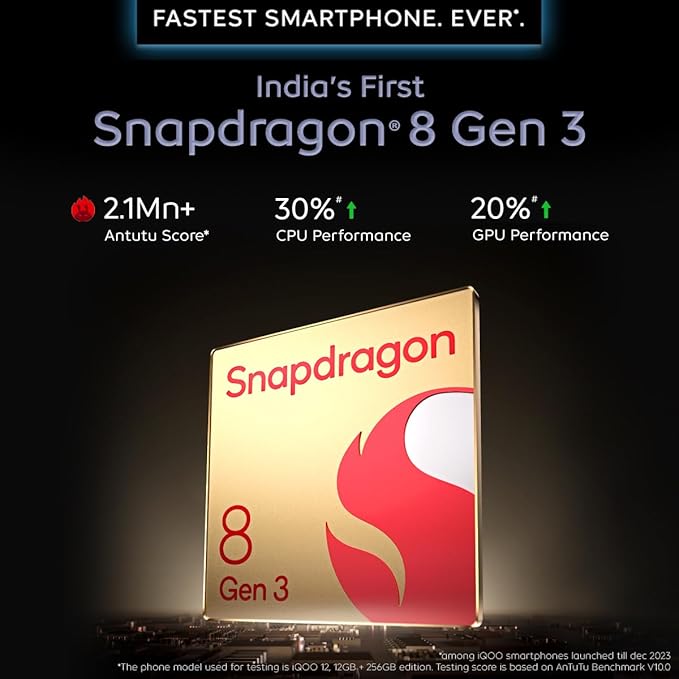 FASTEST SMARTPHONE. EVER*.
India's First
Snapdragon® 8 Gen 3
2.1Mn+
Antutu Score*
30%#↑
CPU Performance
20%#↑
GPU Performance
Snapdragon
8
Gen 3
*among iQOO smartphones launched till dec 2023
*The phone model used for testing is iQOO 12, 12GB + 256GB edition. Testing score is based on AnTuTu Benchmark V10.0